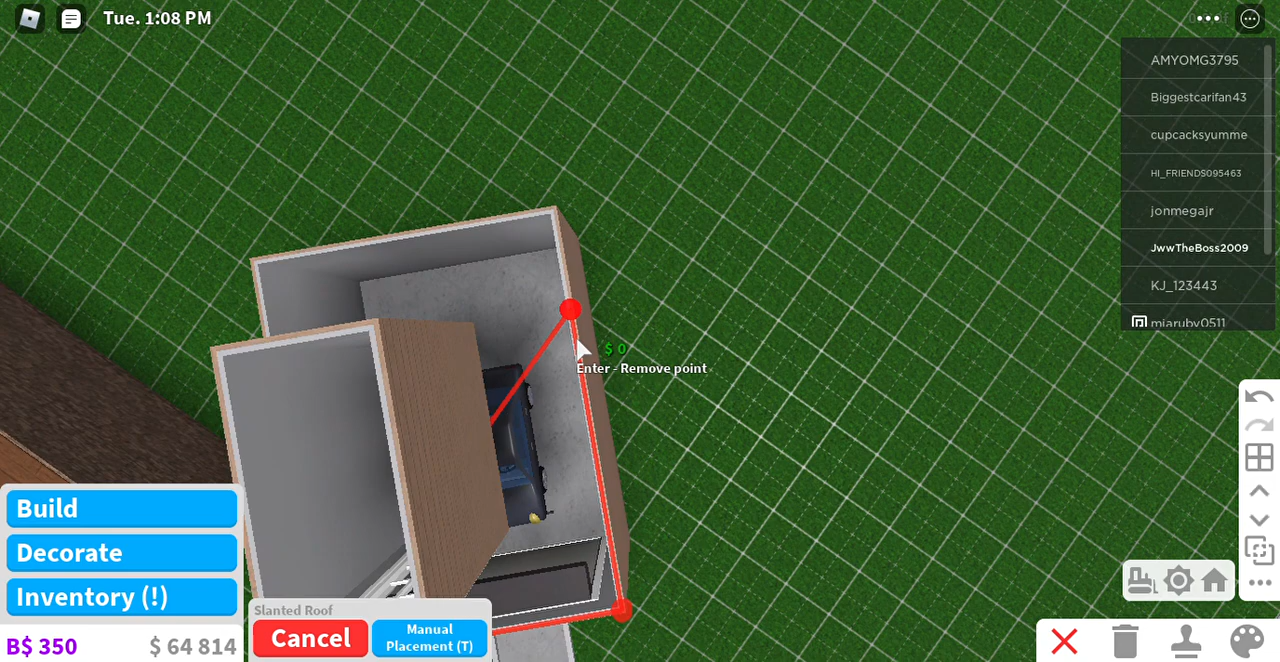 Tue. 1:08 PM
AMYOMG3795
Biggestcarifan43
cupcacksyumme
HI_FRIENDS095463
jonmegajr
JwwTheBoss2009
KJ_123443
miaruby0511
$ 0
Enter - Remove point
Build
Decorate
Inventory (!)
B$ 350
$ 64 814
Slanted Roof
Cancel
Manual
Placement (T)